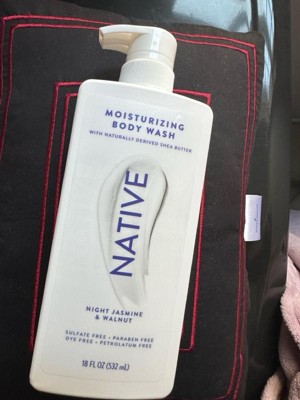 MOISTURIZING
BODY WASH
WITH NATURALLY DERIVED SHEA BUTTER
NATIVE
NIGHT JASMINE
& WALNUT
SULFATE FREE • PARABEN FREE
DYE FREE • PETROLATUM FREE
18 FL OZ (532 mL)